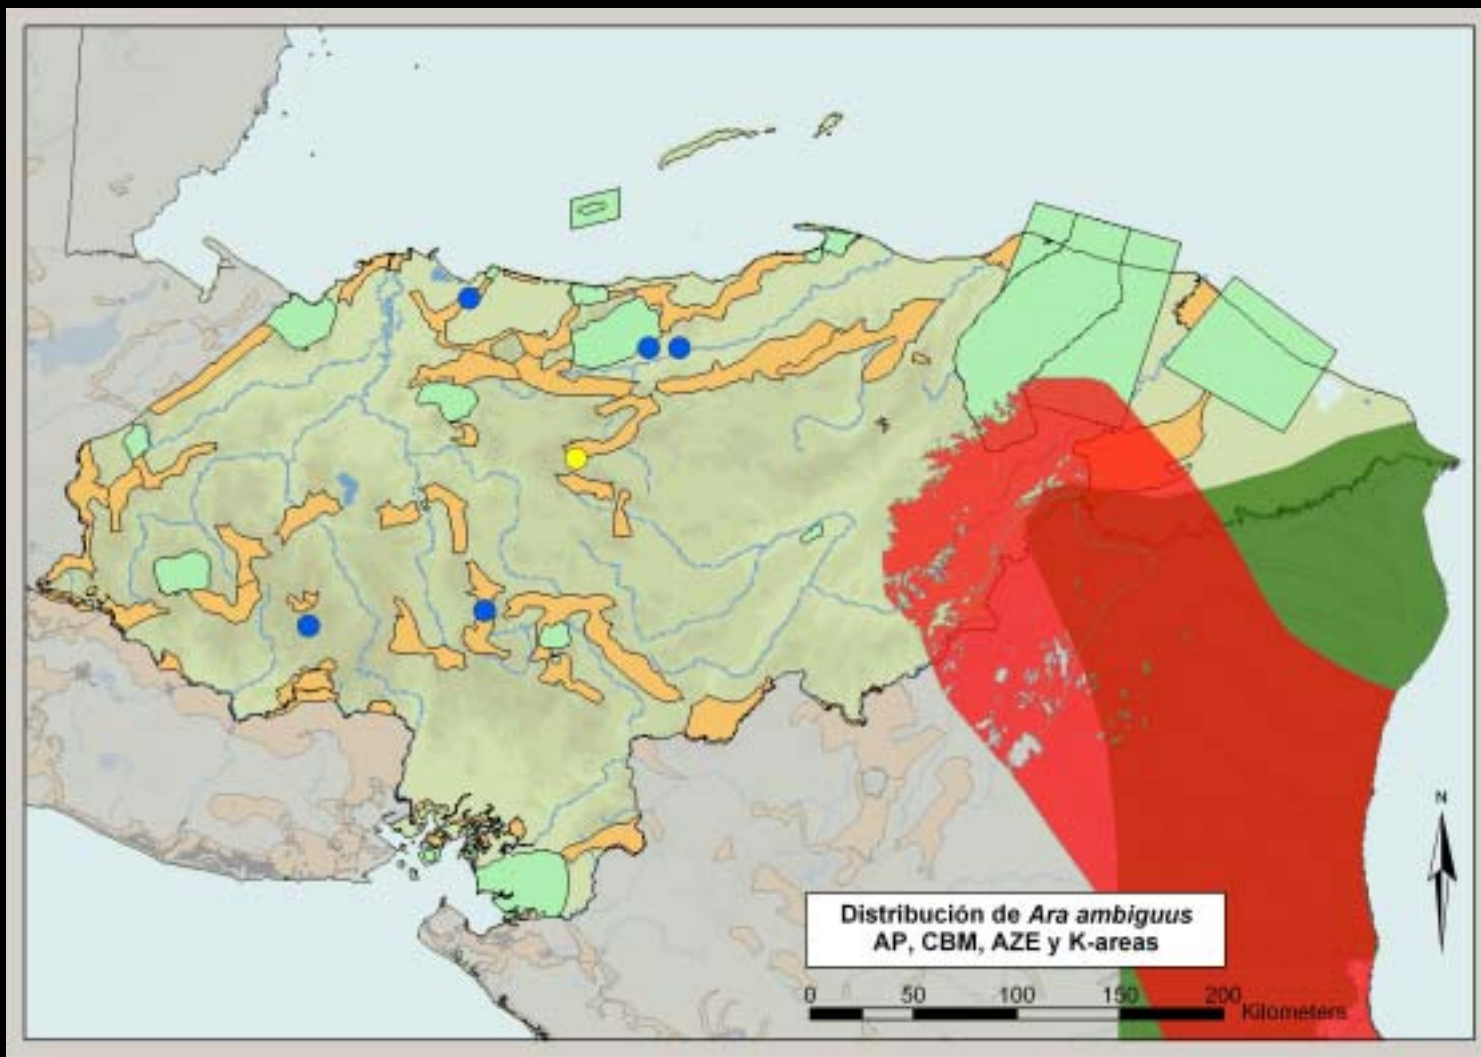 N
Distribución de Ara ambiguus
AP, CBM, AZE y K-areas
0 50 100 150 200
Kilometers